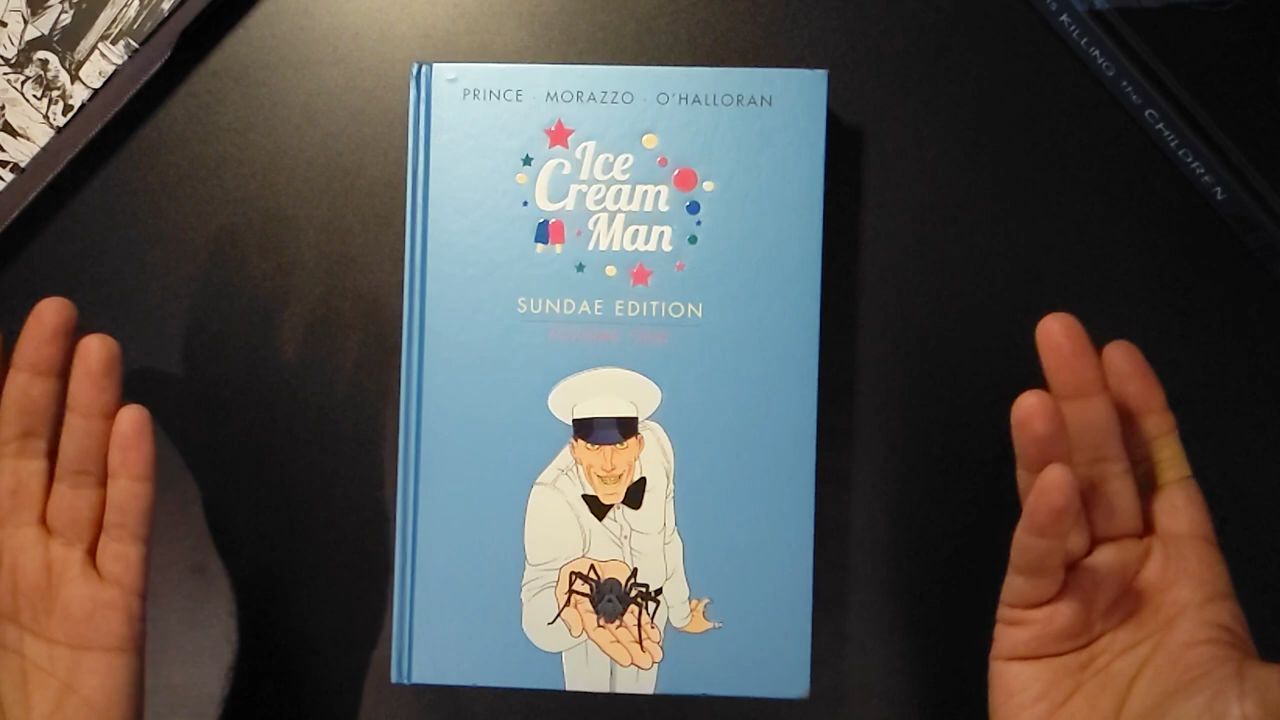 PRINCE · MORAZZO · O'HALLORAN
Ice
Cream
Man
SUNDAE EDITION
KILLING the CHILDREN